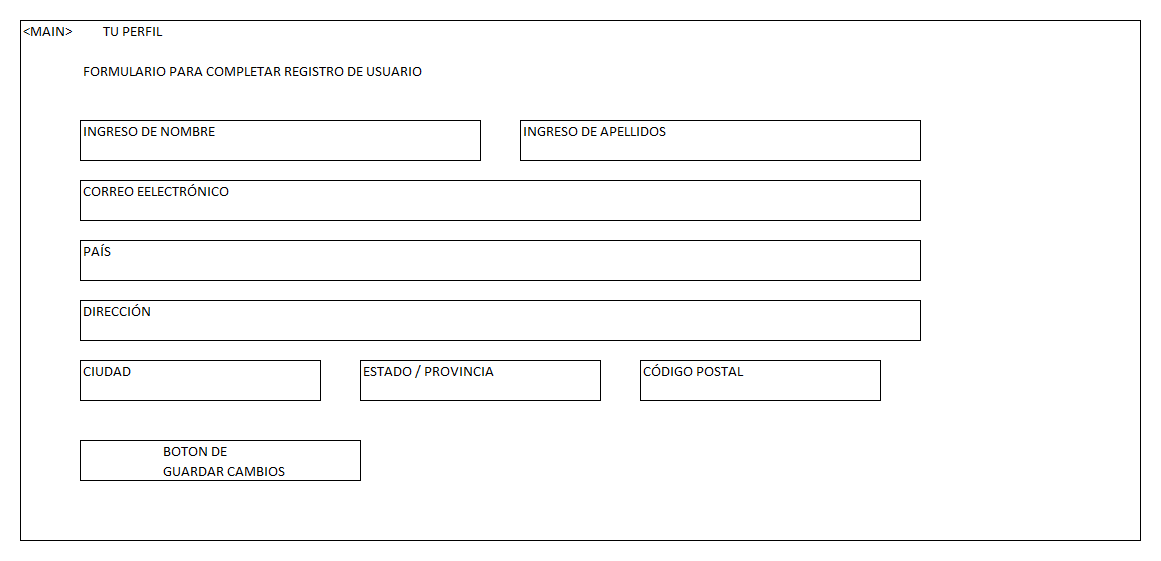 <MAIN> TU PERFIL
FORMULARIO PARA COMPLETAR REGISTRO DE USUARIO
INGRESO DE NOMBRE INGRESO DE APELLIDOS
CORREO EELECTRÓNICO
PAÍS
DIRECCIÓN
CIUDAD ESTADO / PROVINCIA CÓDIGO POSTAL
BOTON DE
GUARDAR CAMBIOS